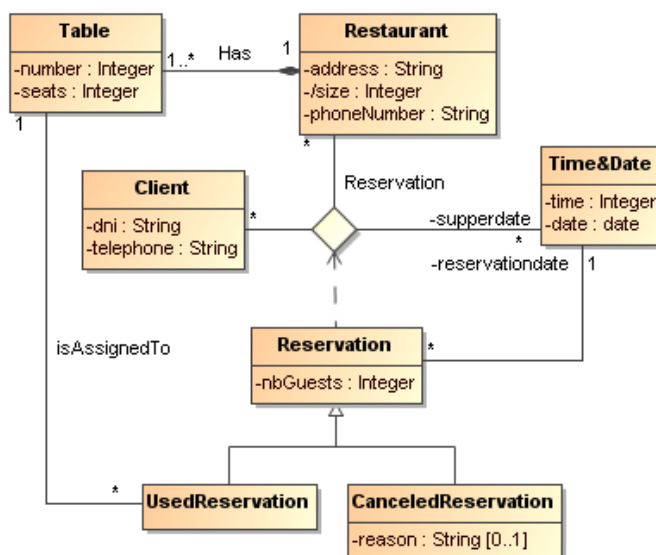 Table
-number : Integer
-seats : Integer
1..*
Has
1
Restaurant
-address : String
-/size : Integer
-phoneNumber : String
1
*
Reservation
Client
-dni : String
-telephone : String
*
-supperdate
*
-reservationdate
Time&Date
-time : Integer
-date : date
1
isAssignedTo
Reservation
-nbGuests : Integer
*
*
UsedReservation
CanceledReservation
-reason : String [0..1]